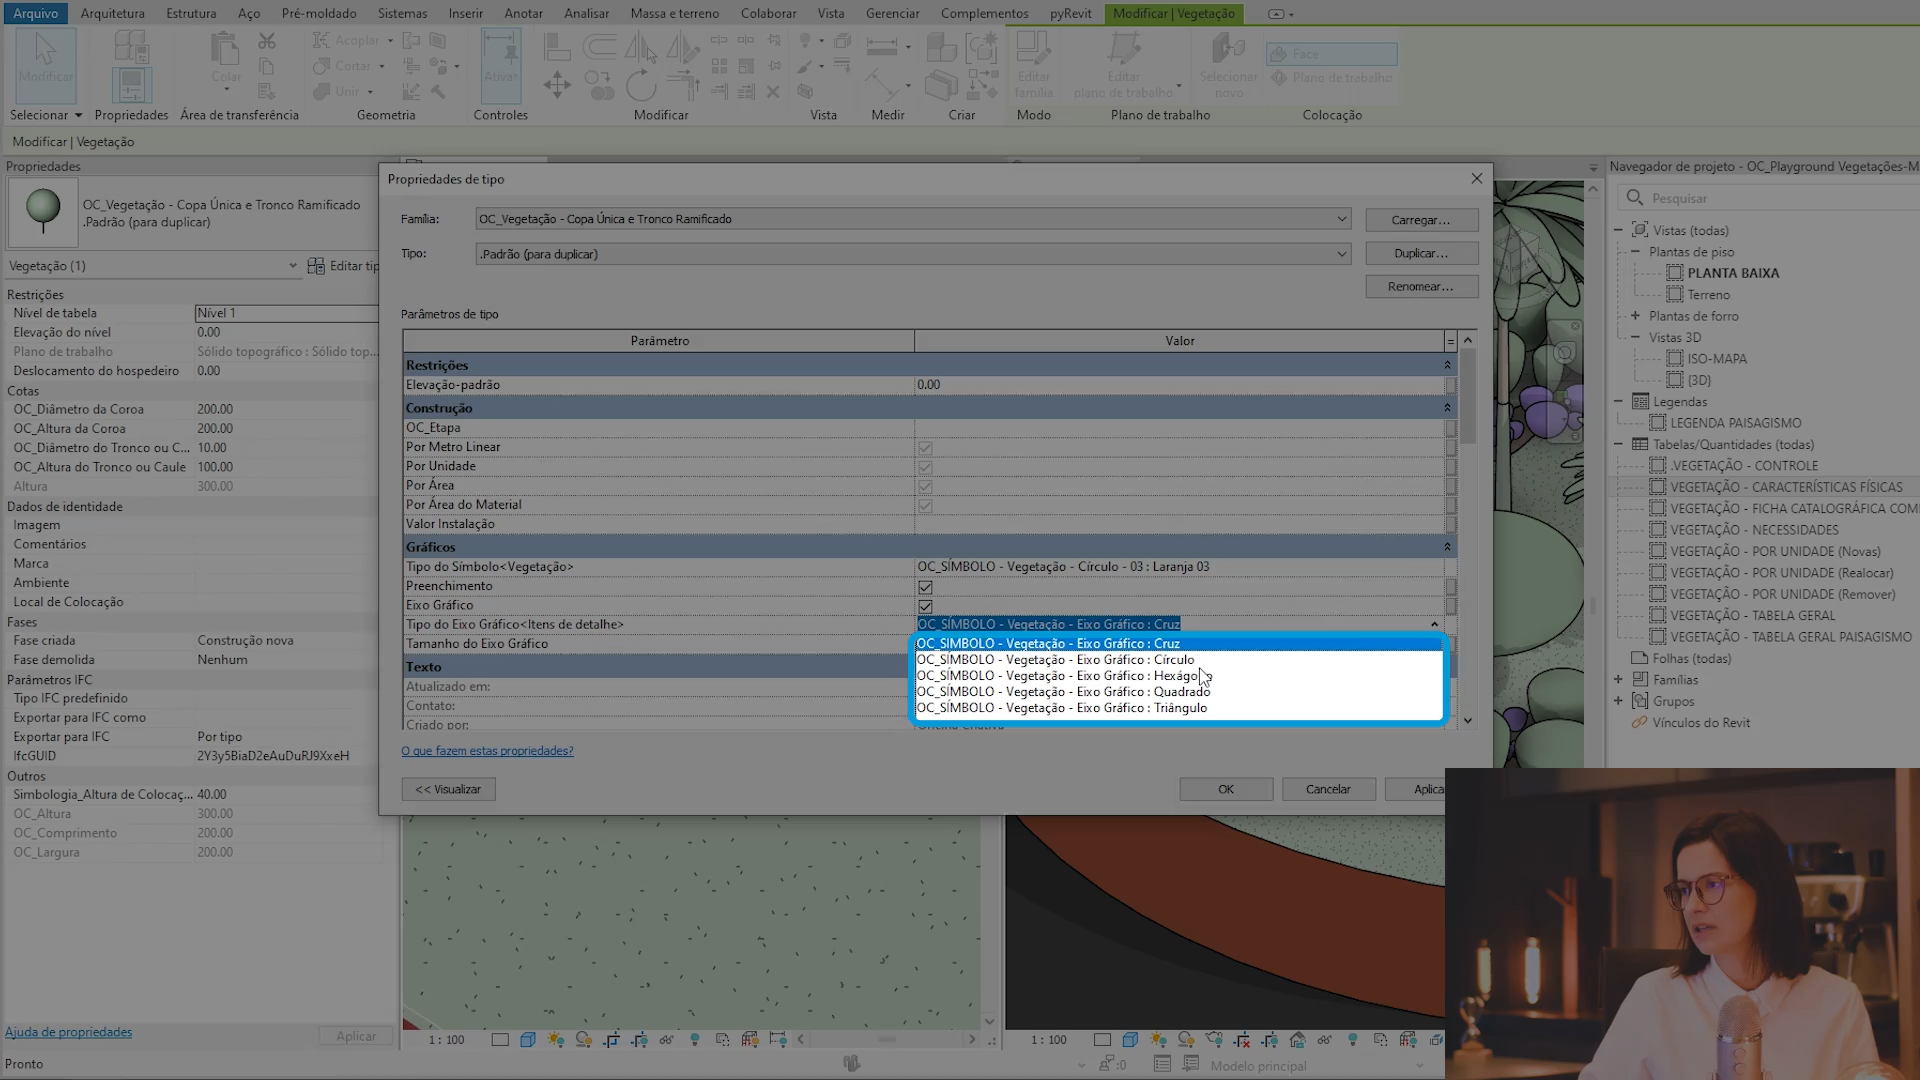 Arquivo Arquitetura Estrutura Aço Pré-moldado Sistemas Inserir Anotar Analisar Massa e terreno Colaborar Vista Gerenciar Complementos pyRevit Modificar | Vegetação
Modificar
Colar
Acoplar
Cortar
Unir
Ativar
Editar família
Editar plano de trabalho
Selecionar novo
Face
Plano de trabalho
Selecionar Propriedades Área de transferência Geometria Controles Modificar Vista Medir Criar Modo Plano de trabalho Colocação
Modificar | Vegetação
Propriedades
OC_Vegetação - Copa Única e Tronco Ramificado
.Padrão (para duplicar)
Vegetação (1) Editar tip
Restrições
Nível de tabela Nível 1
Elevação do nível 0.00
Plano de trabalho Sólido topográfico : Sólido top...
Deslocamento do hospedeiro 0.00
Cotas
OC_Diâmetro da Coroa 200.00
OC_Altura da Coroa 200.00
OC_Diâmetro do Tronco ou C... 10.00
OC_Altura do Tronco ou Caule 100.00
Altura 300.00
Dados de identidade
Imagem
Comentários
Marca
Ambiente
Local de Colocação
Fases
Fase criada Construção nova
Fase demolida Nenhum
Parâmetros IFC
Tipo IFC predefinido
Exportar para IFC como
Exportar para IFC Por tipo
IfcGUID 2Y3y5BiaD2eAuDuRJ9XxeH
Outros
Simbologia_Altura de Colocaç... 40.00
OC_Altura 300.00
OC_Comprimento 200.00
OC_Largura 200.00
Ajuda de propriedades Aplicar
Pronto
Propriedades de tipo
Família: OC_Vegetação - Copa Única e Tronco Ramificado Carregar...
Tipo: .Padrão (para duplicar) Duplicar...
Renomear...
Parâmetros de tipo
Parâmetro Valor =
Restrições
Elevação-padrão 0.00
Construção
OC_Etapa
Por Metro Linear
Por Unidade
Por Área
Por Área do Material
Valor Instalação
Gráficos
Tipo do Símbolo<Vegetação> OC_SÍMBOLO - Vegetação - Círculo - 03 : Laranja 03
Preenchimento
Eixo Gráfico
Tipo do Eixo Gráfico<Itens de detalhe> OC_SÍMBOLO - Vegetação - Eixo Gráfico : Cruz
Tamanho do Eixo Gráfico
OC_SÍMBOLO - Vegetação - Eixo Gráfico : Cruz
OC_SÍMBOLO - Vegetação - Eixo Gráfico : Círculo
OC_SÍMBOLO - Vegetação - Eixo Gráfico : Hexágo
OC_SÍMBOLO - Vegetação - Eixo Gráfico : Quadrado
OC_SÍMBOLO - Vegetação - Eixo Gráfico : Triângulo
Texto
Atualizado em:
Contato:
Criado por:
O que fazem estas propriedades?
<< Visualizar OK Cancelar Aplica
1 : 100
1 : 100
:0 Modelo principal
Navegador de projeto - OC_Playground Vegetações-M
Pesquisar
Vistas (todas)
Plantas de piso
PLANTA BAIXA
Terreno
Plantas de forro
Vistas 3D
ISO-MAPA
{3D}
Legendas
LEGENDA PAISAGISMO
Tabelas/Quantidades (todas)
.VEGETAÇÃO - CONTROLE
VEGETAÇÃO - CARACTERÍSTICAS FÍSICAS
VEGETAÇÃO - FICHA CATALOGRÁFICA COM
VEGETAÇÃO - NECESSIDADES
VEGETAÇÃO - POR UNIDADE (Novas)
VEGETAÇÃO - POR UNIDADE (Realocar)
VEGETAÇÃO - POR UNIDADE (Remover)
VEGETAÇÃO - TABELA GERAL
VEGETAÇÃO - TABELA GERAL PAISAGISMO
Folhas (todas)
Famílias
Grupos
Vínculos do Revit